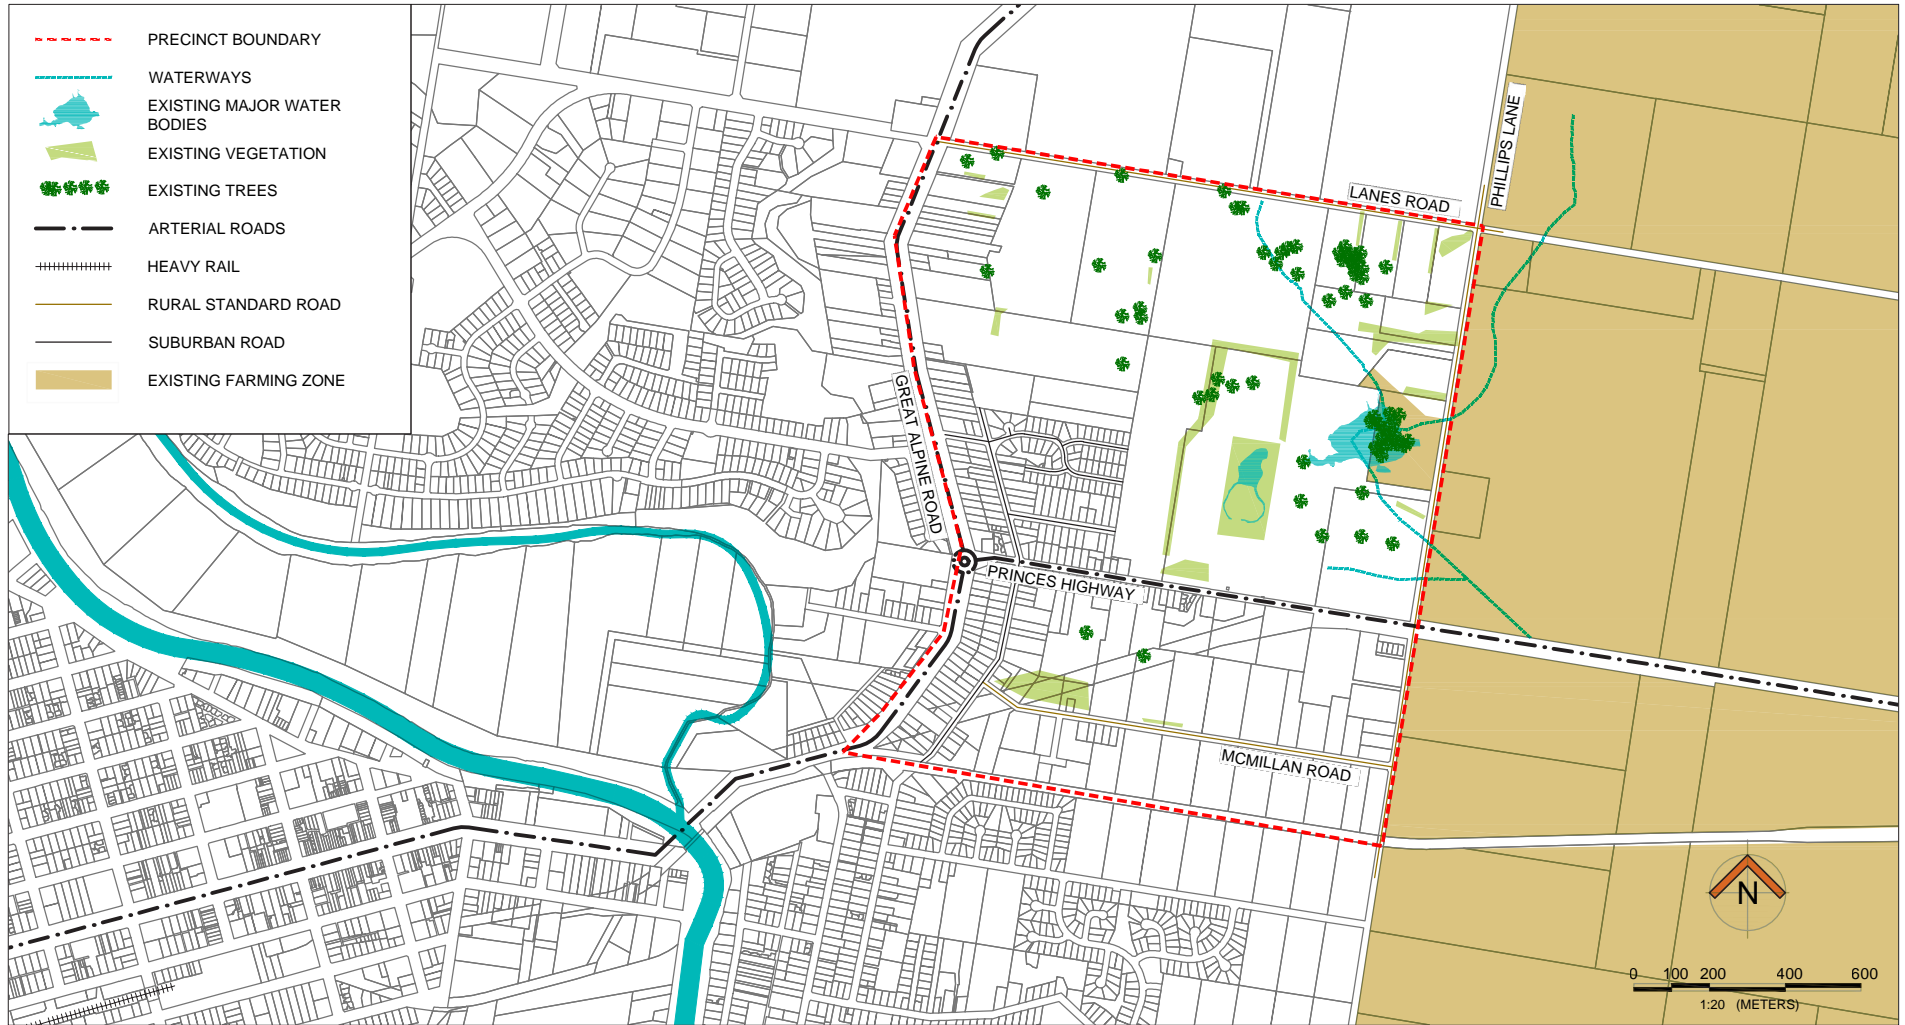 PRECINCT BOUNDARY
WATERWAYS
EXISTING MAJOR WATER
BODIES
EXISTING VEGETATION
EXISTING TREES
ARTERIAL ROADS
HEAVY RAIL
RURAL STANDARD ROAD
SUBURBAN ROAD
EXISTING FARMING ZONE
PHILLIPS LANE
LANES ROAD
GREAT ALPINE ROAD
PRINCES HIGHWAY
MCMILLAN ROAD
N
0 100 200 400 600
1:20 (METERS)